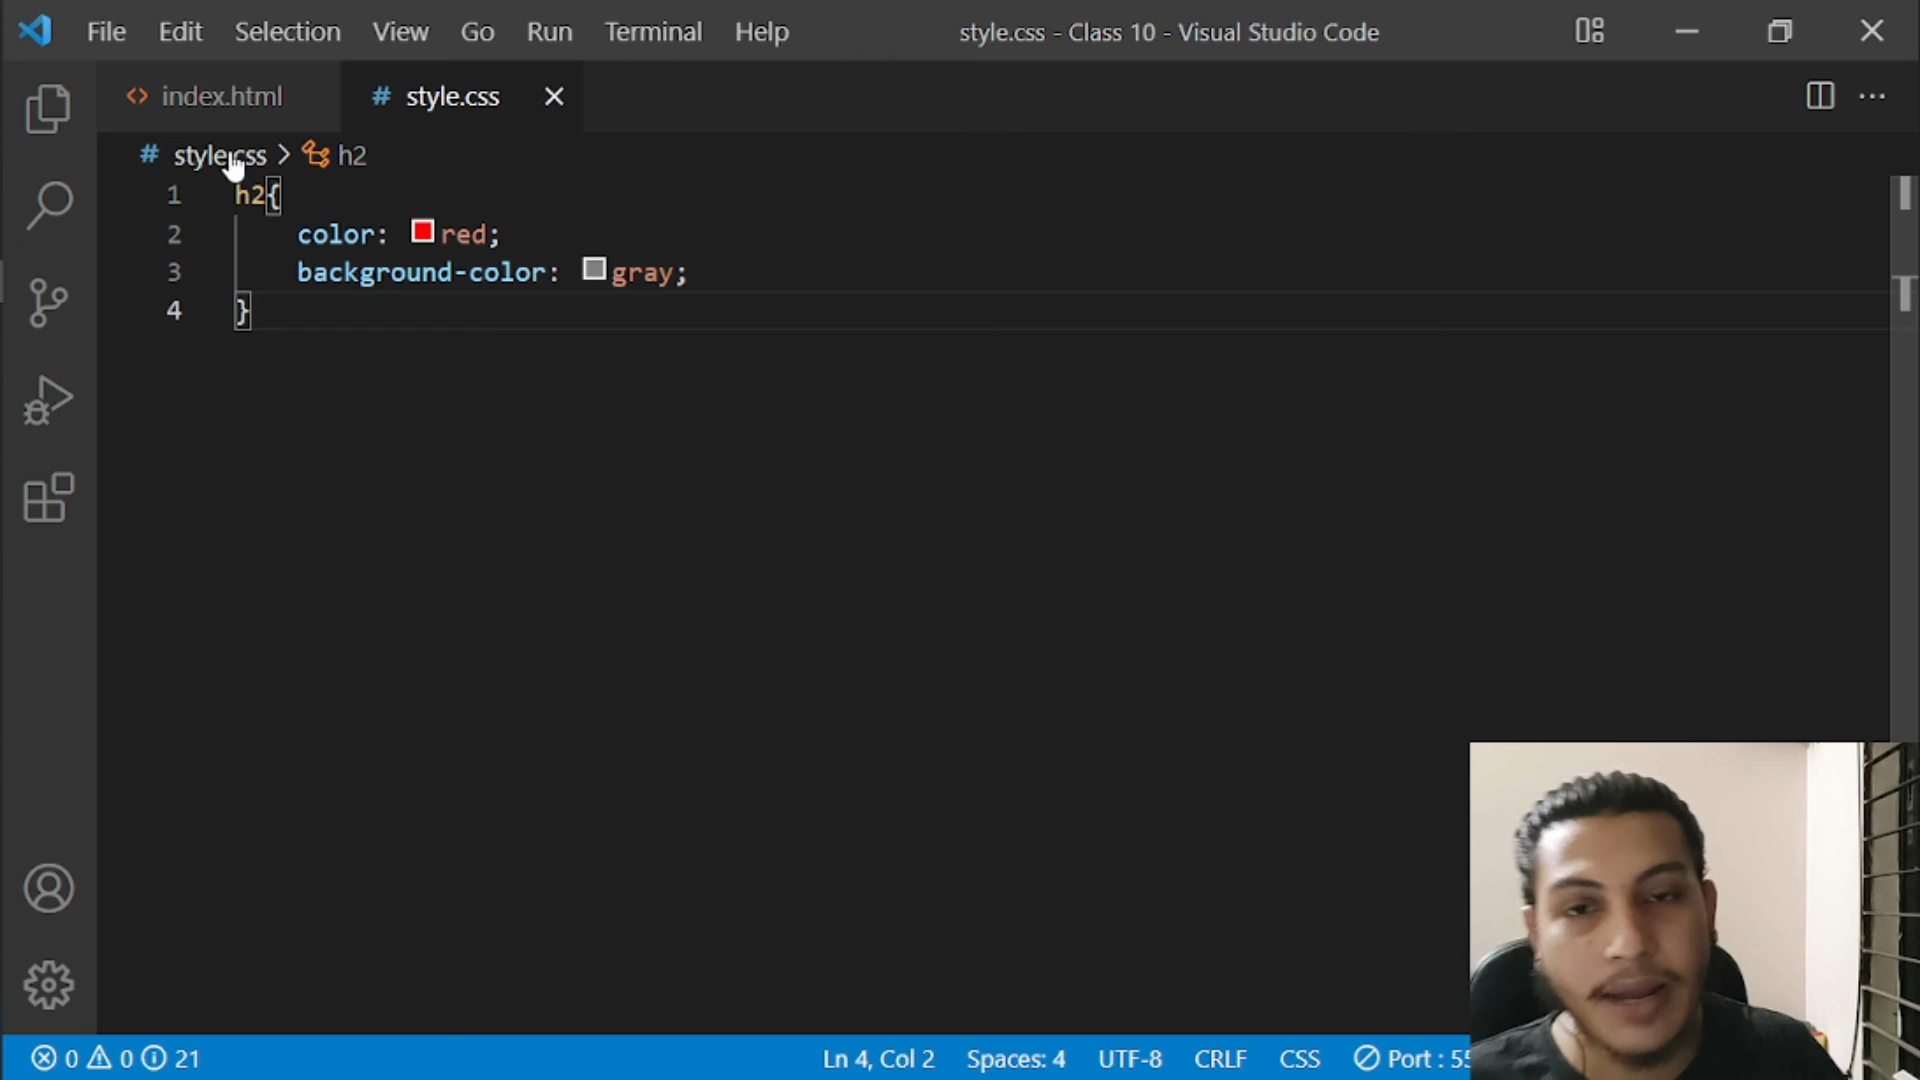 File Edit Selection View Go Run Terminal Help style.css - Class 10 - Visual Studio Code
index.html # style.css
# style.css > h2
1 h2{
2 color: red;
3 background-color: gray;
4 }
0 0 21 Ln 4, Col 2 Spaces: 4 UTF-8 CRLF CSS Port : 55